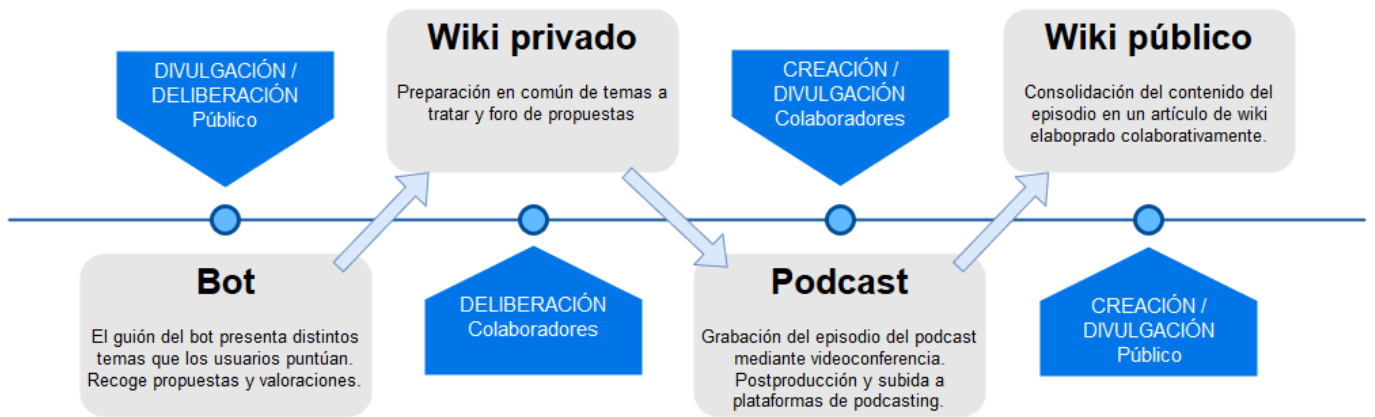 DIVULGACIÓN /
DELIBERACIÓN
Público
Bot
El guión del bot presenta distintos
temas que los usuarios puntúan.
Recoge propuestas y valoraciones.
Wiki privado
Preparación en común de temas a
tratar y foro de propuestas
DELIBERACIÓN
Colaboradores
CREACIÓN /
DIVULGACIÓN
Colaboradores
Podcast
Grabación del episodio del podcast
mediante videoconferencia.
Postproducción y subida a
plataformas de podcasting.
Wiki público
Consolidación del contenido del
episodio en un artículo de wiki
elaboprado colaborativamente.
CREACIÓN /
DIVULGACIÓN
Público